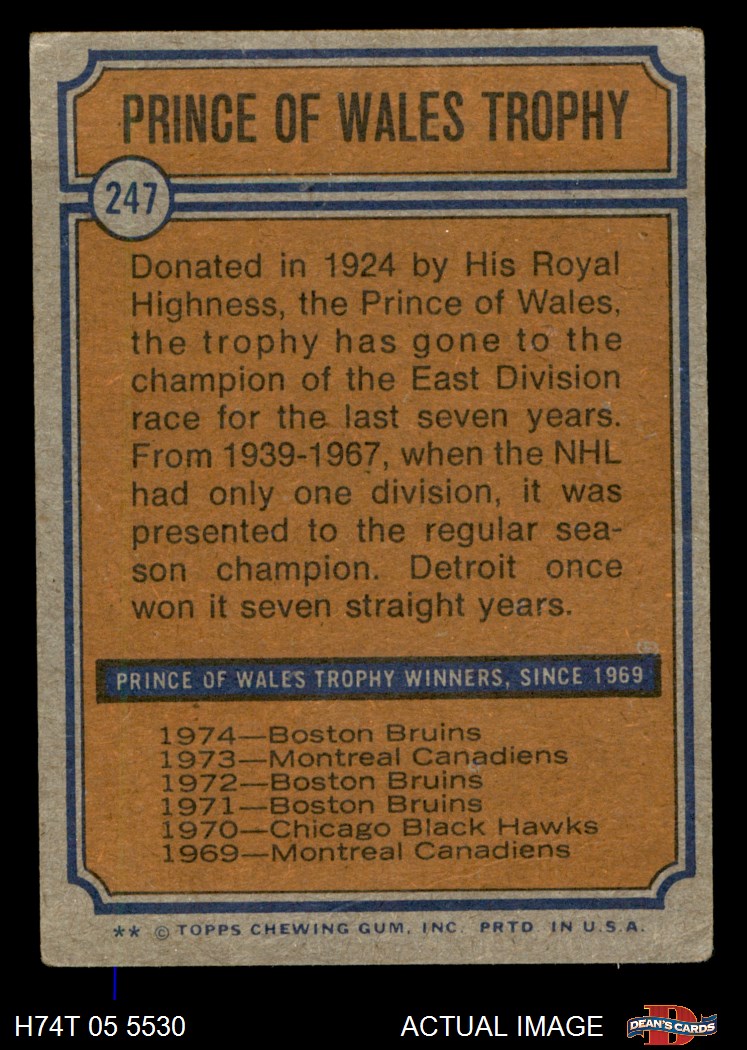 PRINCE OF WALES TROPHY
247
Donated in 1924 by His Royal
Highness, the Prince of Wales,
the trophy has gone to the
champion of the East Division
race for the last seven years.
From 1939-1967, when the NHL
had only one division, it was
presented to the regular sea-
son champion. Detroit once
won it seven straight years.
PRINCE OF WALES TROPHY WINNERS, SINCE 1969
1974—Boston Bruins
1973—Montreal Canadiens
1972—Boston Bruins
1971—Boston Bruins
1970—Chicago Black Hawks
1969—Montreal Canadiens
** © TOPPS CHEWING GUM, INC. PRTD IN U.S.A.
H74T 05 5530
ACTUAL IMAGE
D
DEAN'S CARDS